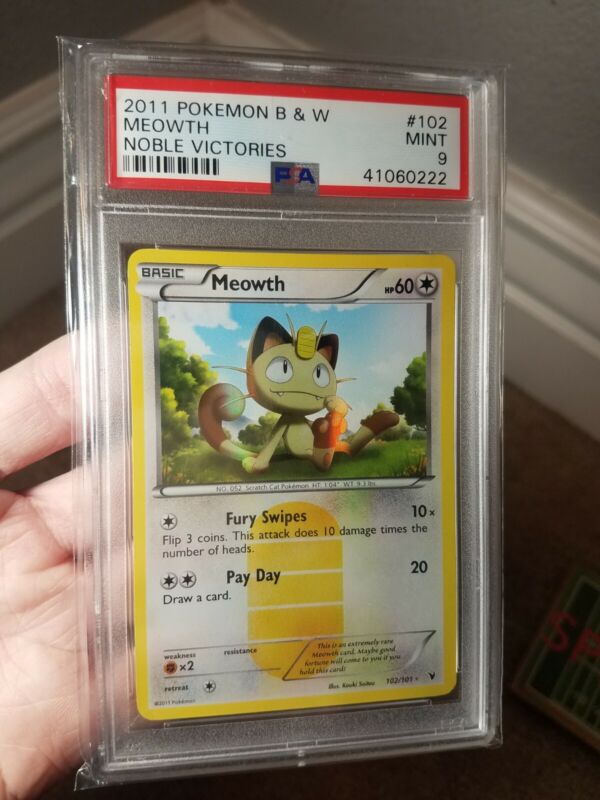 2011 POKEMON B & W #102
MEOWTH MINT
NOBLE VICTORIES 9
PSA 41060222
BASIC Meowth HP60
NO. 052 Scratch Cat Pokémon HT: 1'04" WT: 9.3 lbs.
Fury Swipes 10×
Flip 3 coins. This attack does 10 damage times the
number of heads.
Pay Day 20
Draw a card.
weakness resistance
×2
This is an extremely rare
Meowth card. Maybe good
fortune will come to you if you
hold this card!
retreat
Illus. Kouki Saitou 102/101
©2011 Pokémon